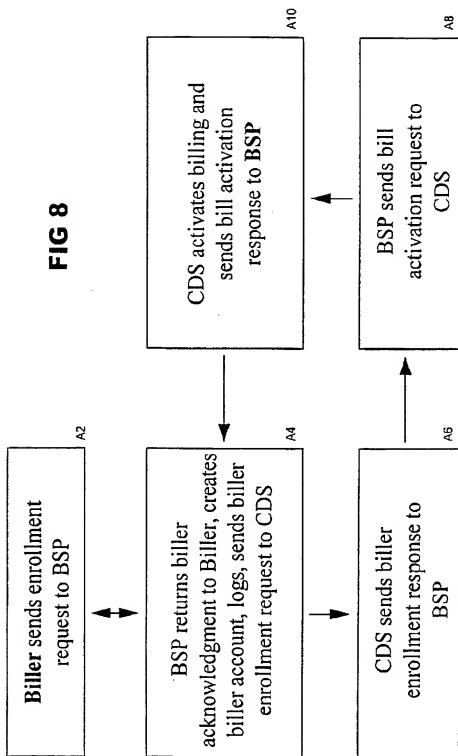 FIG 8
Biller sends enrollment
request to BSP
A2
BSP returns biller
acknowledgment to Biller, creates
biller account, logs, sends biller
enrollment request to CDS
A4
CDS sends biller
enrollment response to
BSP
A6
BSP sends bill
activation request to
CDS
A8
CDS activates billing and
sends bill activation
response to BSP
A10